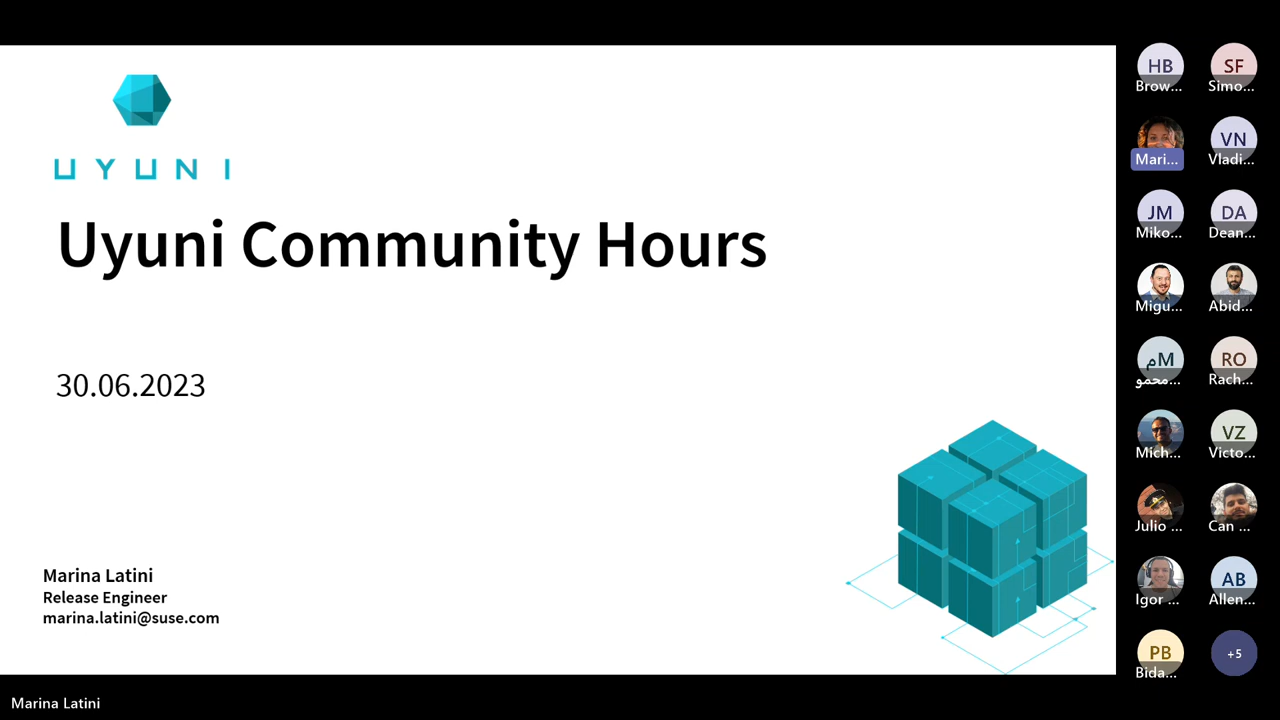 UYUNI
Uyuni Community Hours
30.06.2023
Marina Latini
Release Engineer
marina.latini@suse.com
HB
Brow...
SF
Simo...
Mari...
VN
Vladi...
JM
Miko...
DA
Dean...
Migu...
Abid...
مM
محمو...
RO
Rach...
Mich...
VZ
Victo...
Julio ...
Can ...
Igor ...
AB
Allen...
PB
Bida...
+5
Marina Latini